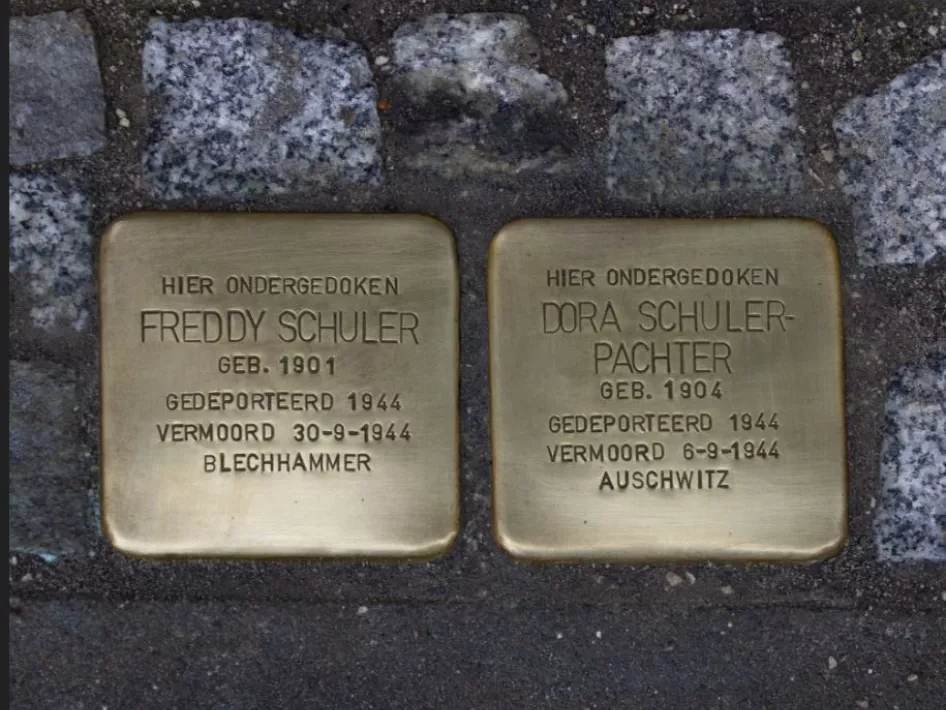 HIER ONDERGEDOKEN
FREDDY SCHULER
GEB. 1901
GEDEPORTEERD 1944
VERMOORD 30-9-1944
BLECHHAMMER
HIER ONDERGEDOKEN
DORA SCHULER-
PACHTER
GEB. 1904
GEDEPORTEERD 1944
VERMOORD 6-9-1944
AUSCHWITZ